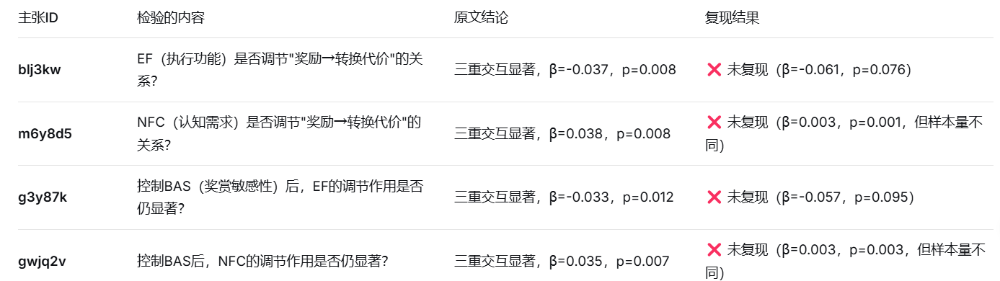 主张ID 检验的内容 原文结论 复现结果
blj3kw EF（执行功能）是否调节"奖励→转换代价"的关 三重交互显著，β=-0.037，p=0.008 ❌ 未复现（β=-0.061，p=0.076）
系？
m6y8d5 NFC（认知需求）是否调节"奖励→转换代价"的 三重交互显著，β=0.038，p=0.008 ❌ 未复现（β=0.003，p=0.001，但样本量不
关系？ 同）
g3y87k 控制BAS（奖赏敏感性）后，EF的调节作用是否 三重交互显著，β=-0.033，p=0.012 ❌ 未复现（β=-0.057，p=0.095）
仍显著？
gwjq2v 控制BAS后，NFC的调节作用是否仍显著？ 三重交互显著，β=0.035，p=0.007 ❌ 未复现（β=0.003，p=0.003，但样本量不
同）